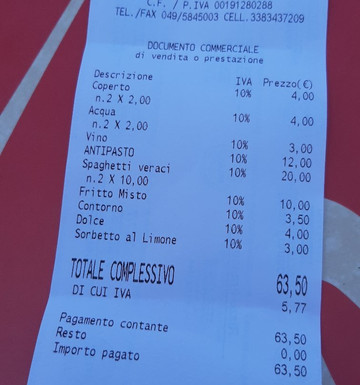 C.F. / P.IVA 00191280288
TEL./FAX 049/5845003 CELL.3383437209
DOCUMENTO COMMERCIALE
di vendita o prestazione
Descrizione IVA Prezzo(€)
Coperto 10% 4,00
n.2 X 2,00
Acqua 10% 4,00
n.2 X 2,00
Vino 10% 3,00
ANTIPASTO 10% 12,00
Spaghetti veraci 10% 20,00
n.2 X 10,00
Fritto Misto 10% 10,00
Contorno 10% 3,50
Dolce 10% 4,00
Sorbetto al Limone 10% 3,00
TOTALE COMPLESSIVO 63,50
DI CUI IVA 5,77
Pagamento contante 63,50
Resto 0,00
Importo pagato 63,50